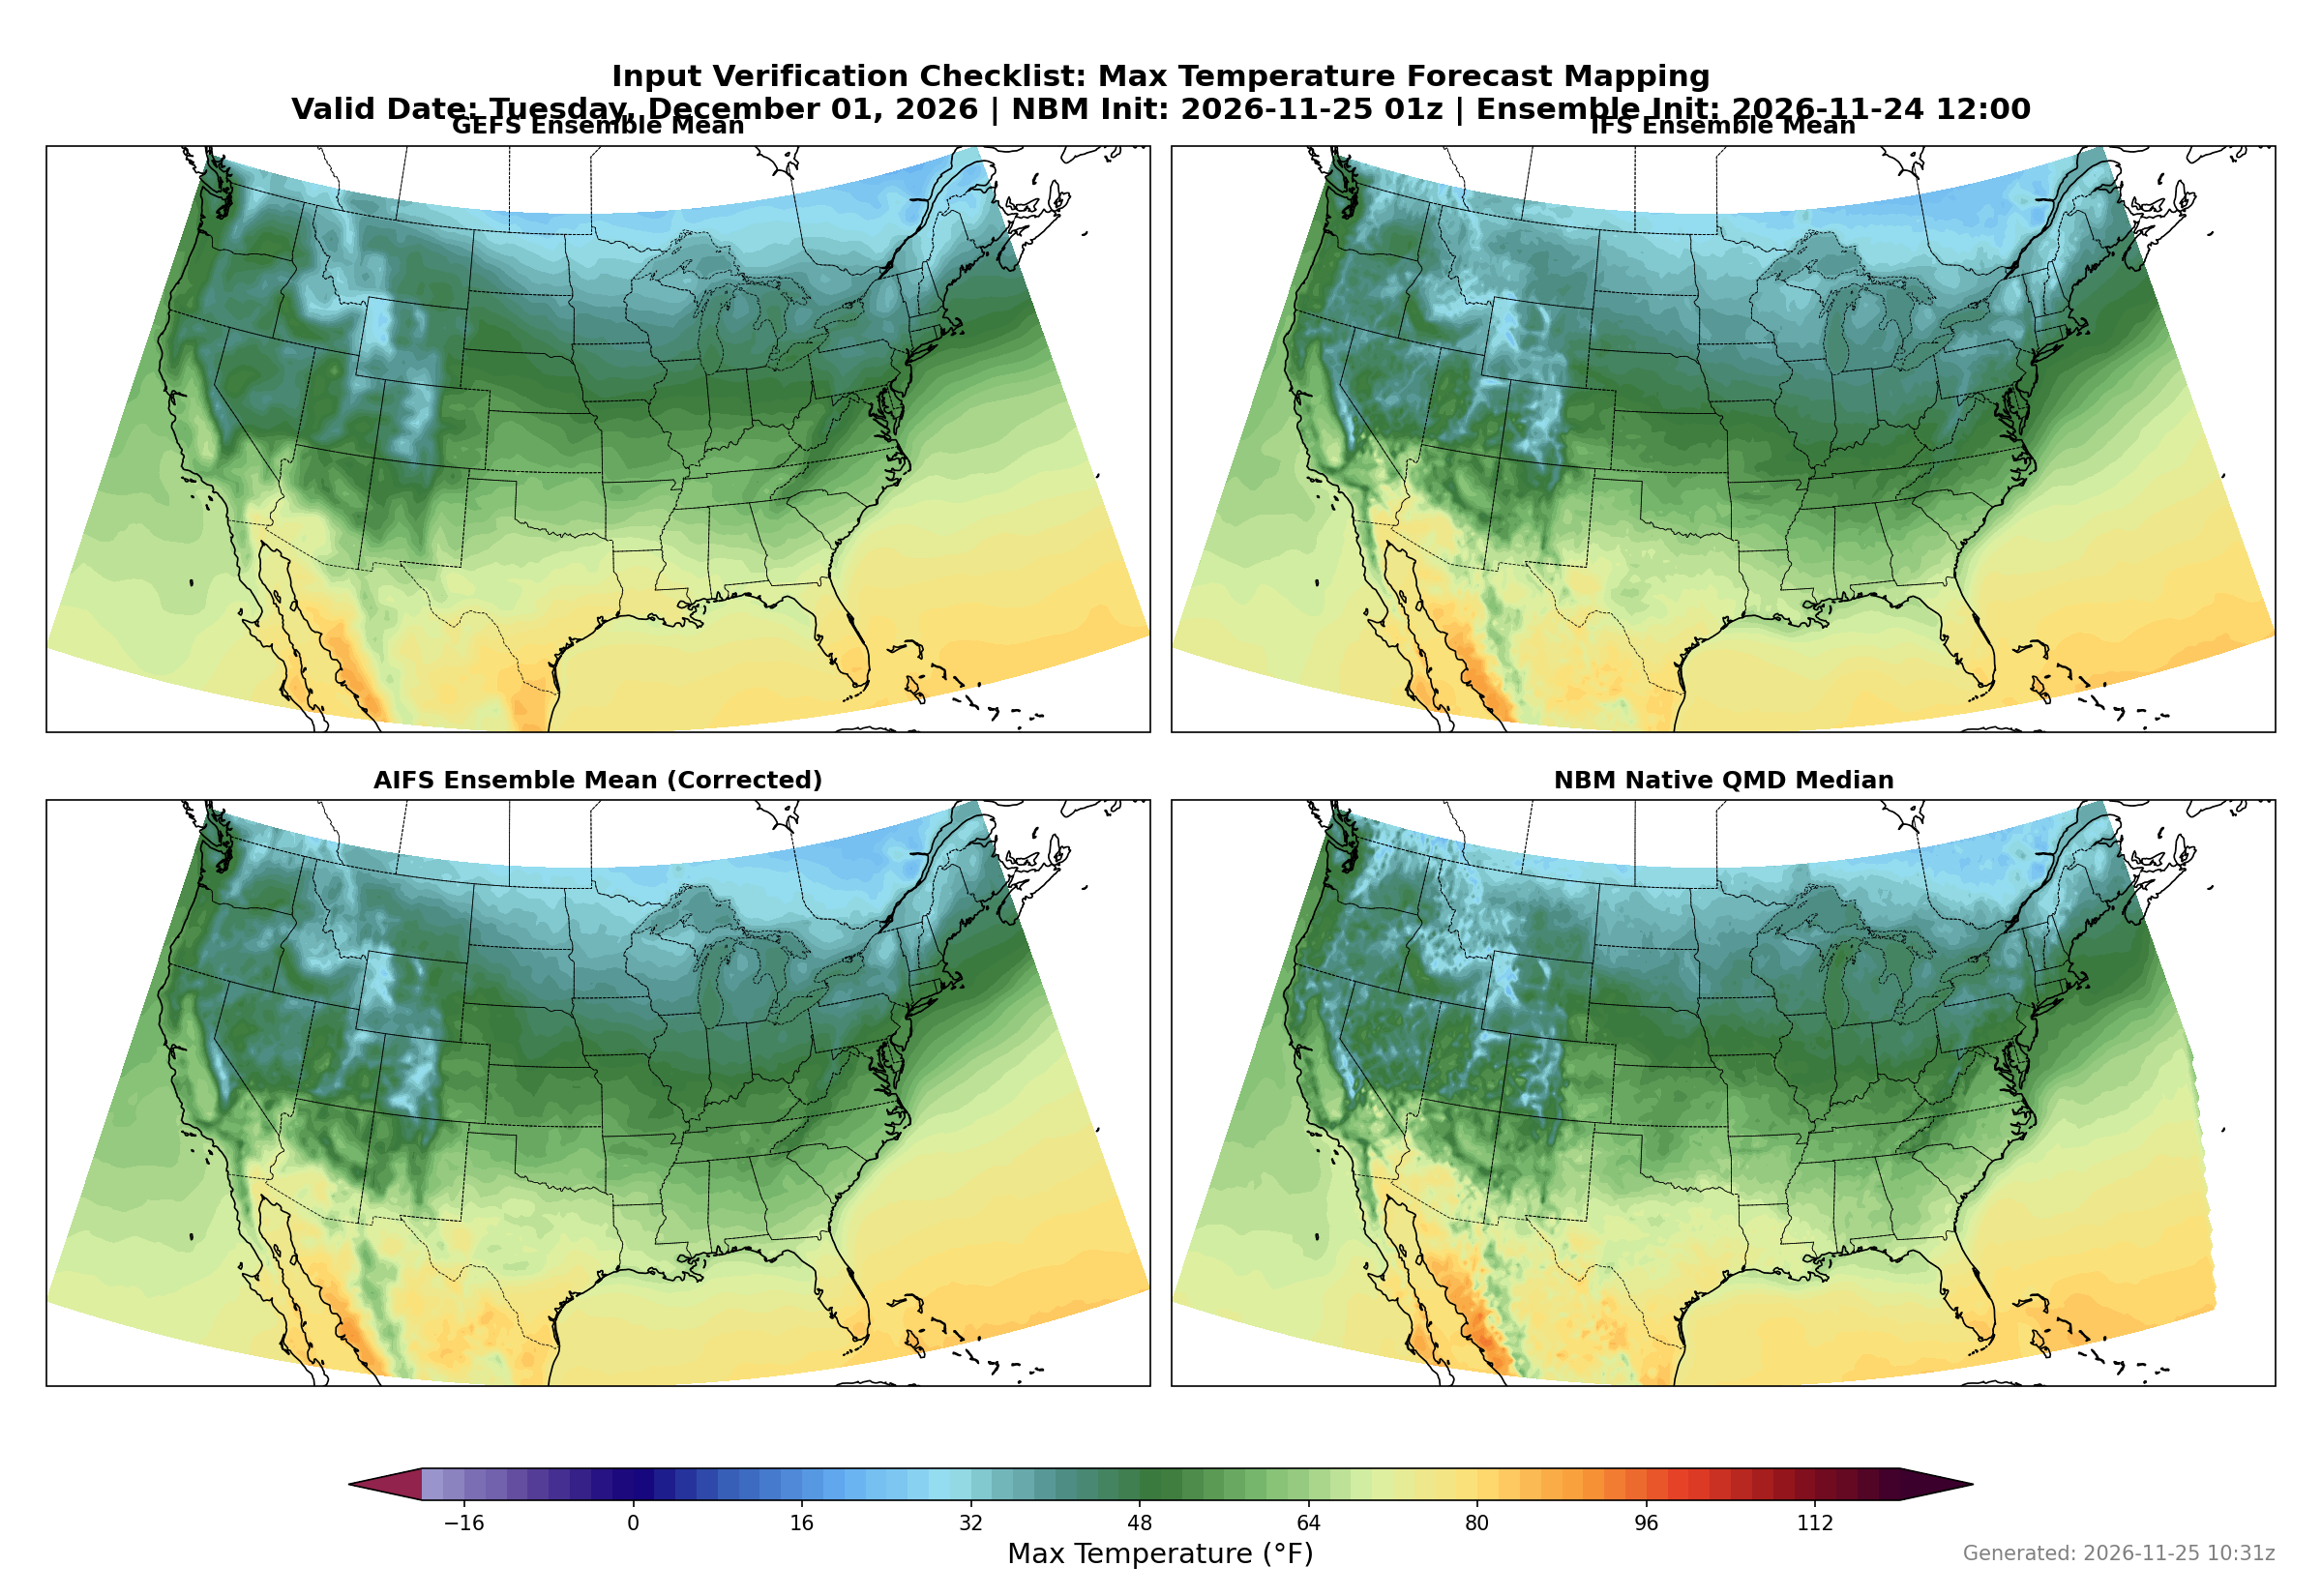 Input Verification Checklist: Max Temperature Forecast Mapping
Valid Date: Tuesday, December 01, 2026 | NBM Init: 2026-11-25 01z | Ensemble Init: 2026-11-24 12:00
GEFS Ensemble Mean
IFS Ensemble Mean
AIFS Ensemble Mean (Corrected)
NBM Native QMD Median
−16 0 16 32 48 64 80 96 112
Max Temperature (°F)
Generated: 2026-11-25 10:31z